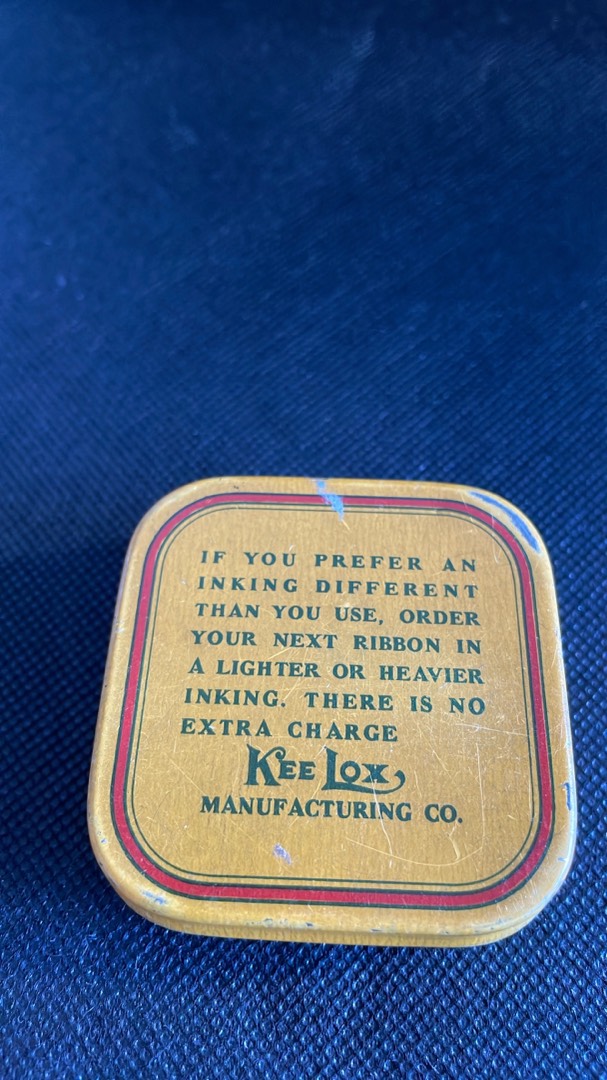 IF YOU PREFER AN
INKING DIFFERENT
THAN YOU USE, ORDER
YOUR NEXT RIBBON IN
A LIGHTER OR HEAVIER
INKING. THERE IS NO
EXTRA CHARGE
KEE LOX
MANUFACTURING CO.